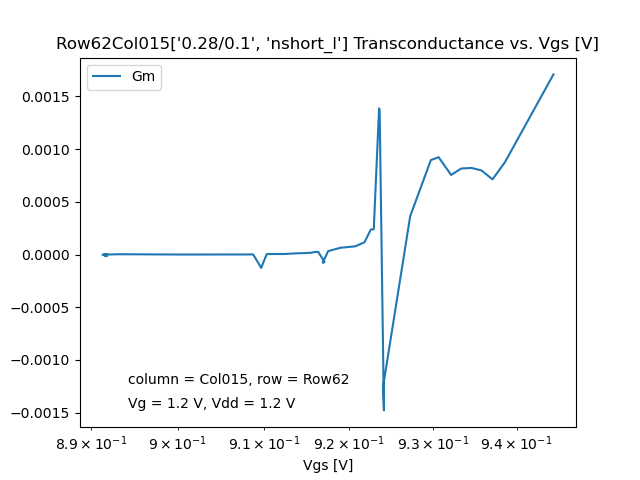 Row62Col015['0.28/0.1', 'nshort_l'] Transconductance vs. Vgs [V]
Gm
0.0015
0.0010
0.0005
0.0000
−0.0005
−0.0010
−0.0015
column = Col015, row = Row62
Vg = 1.2 V, Vdd = 1.2 V
8.9 × 10⁻¹ 9 × 10⁻¹ 9.1 × 10⁻¹ 9.2 × 10⁻¹ 9.3 × 10⁻¹ 9.4 × 10⁻¹
Vgs [V]